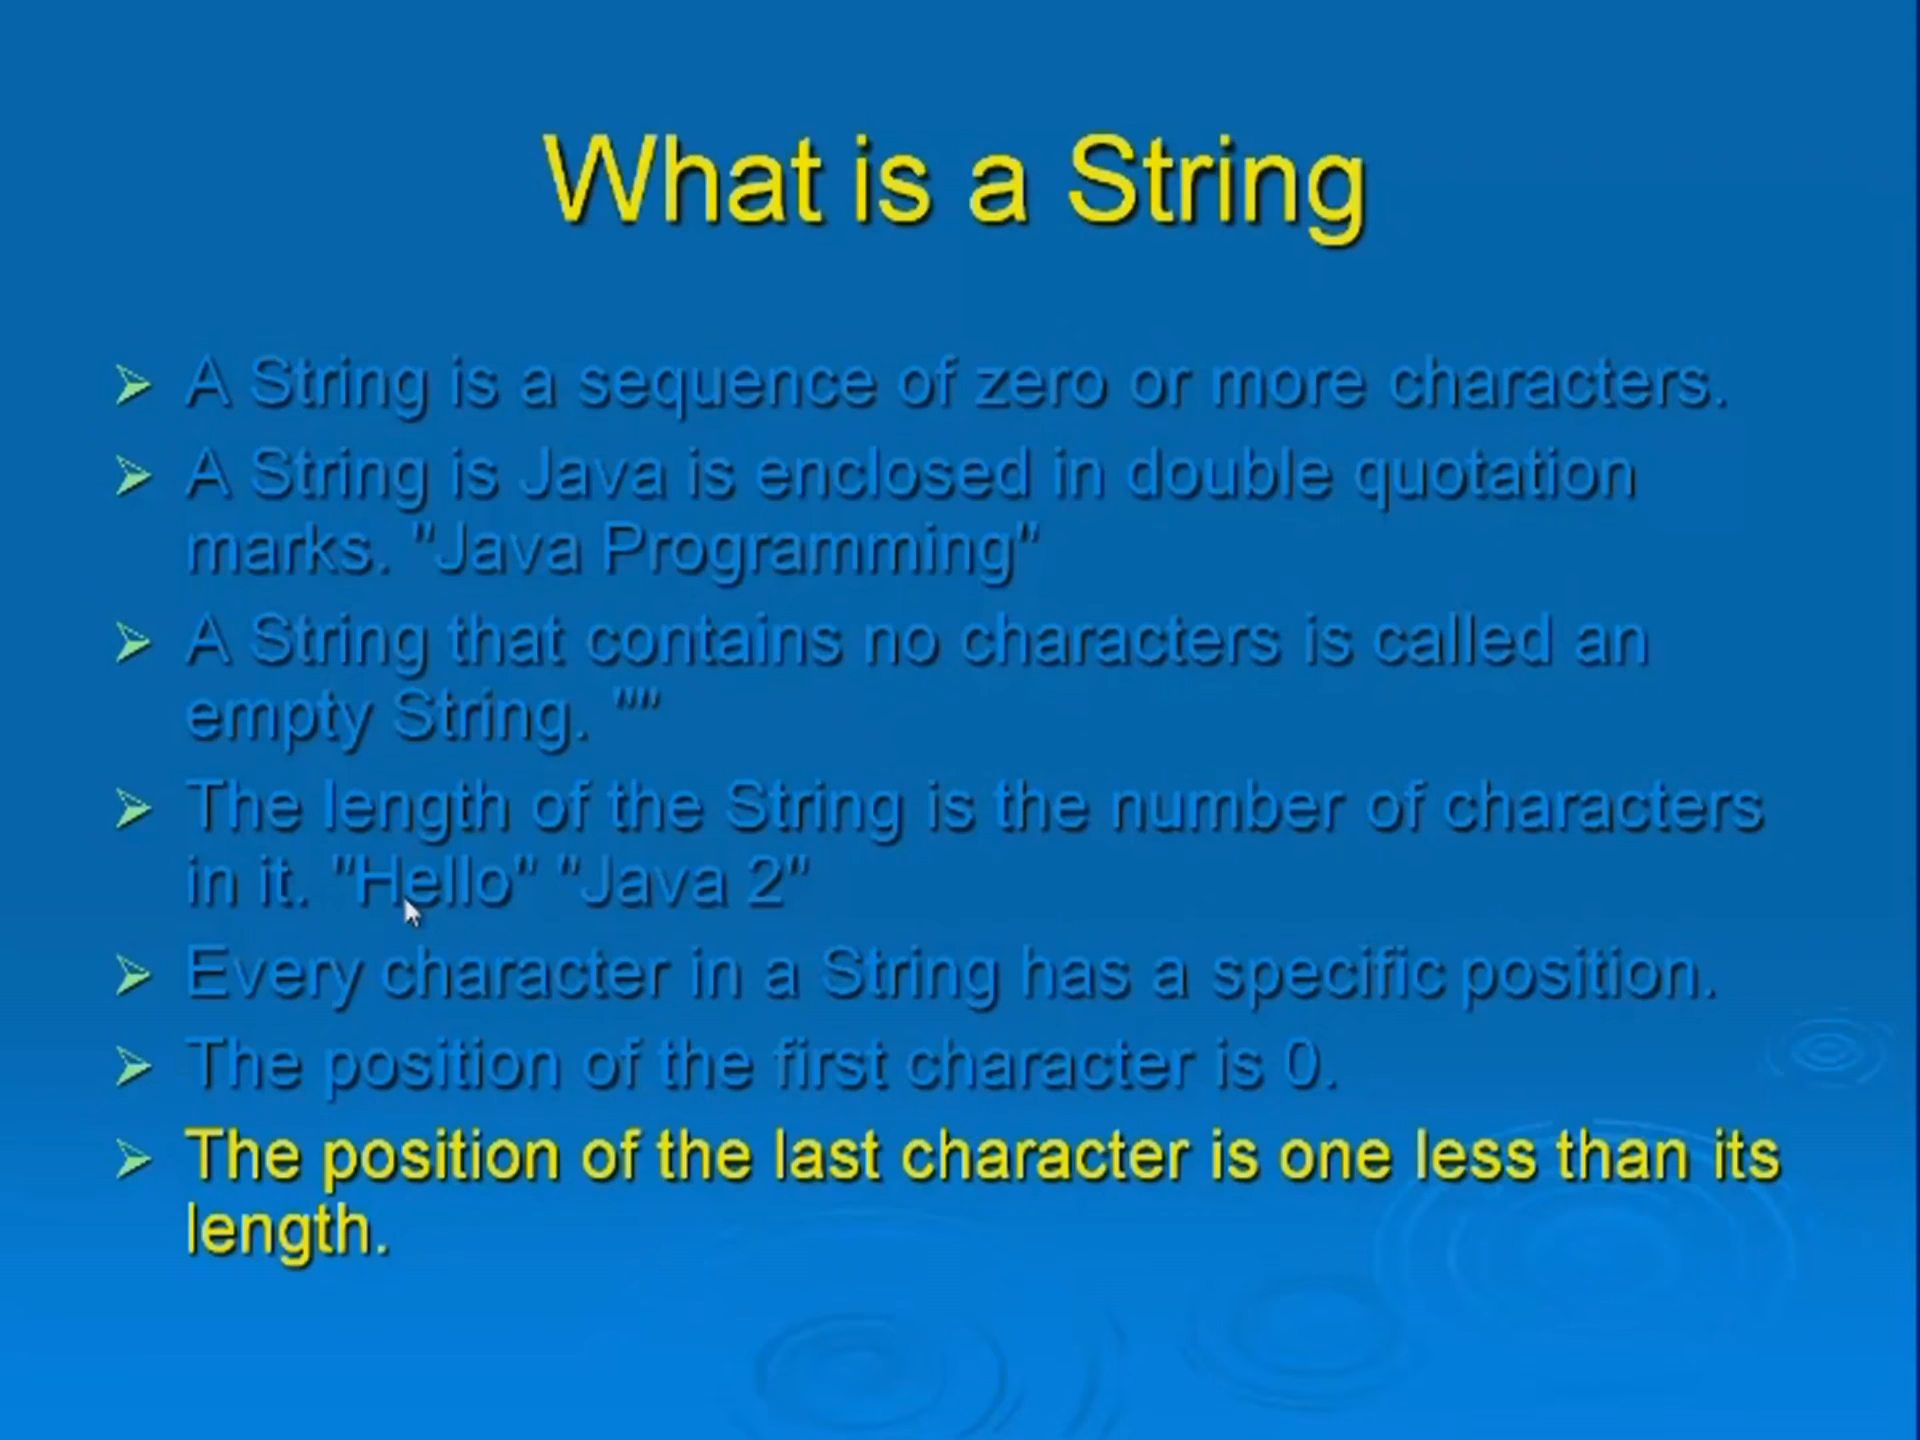 What is a String
A String is a sequence of zero or more characters.
A String is Java is enclosed in double quotation
marks. "Java Programming"
A String that contains no characters is called an
empty String. ""
The length of the String is the number of characters
in it. "Hello" "Java 2"
Every character in a String has a specific position.
The position of the first character is 0.
The position of the last character is one less than its
length.